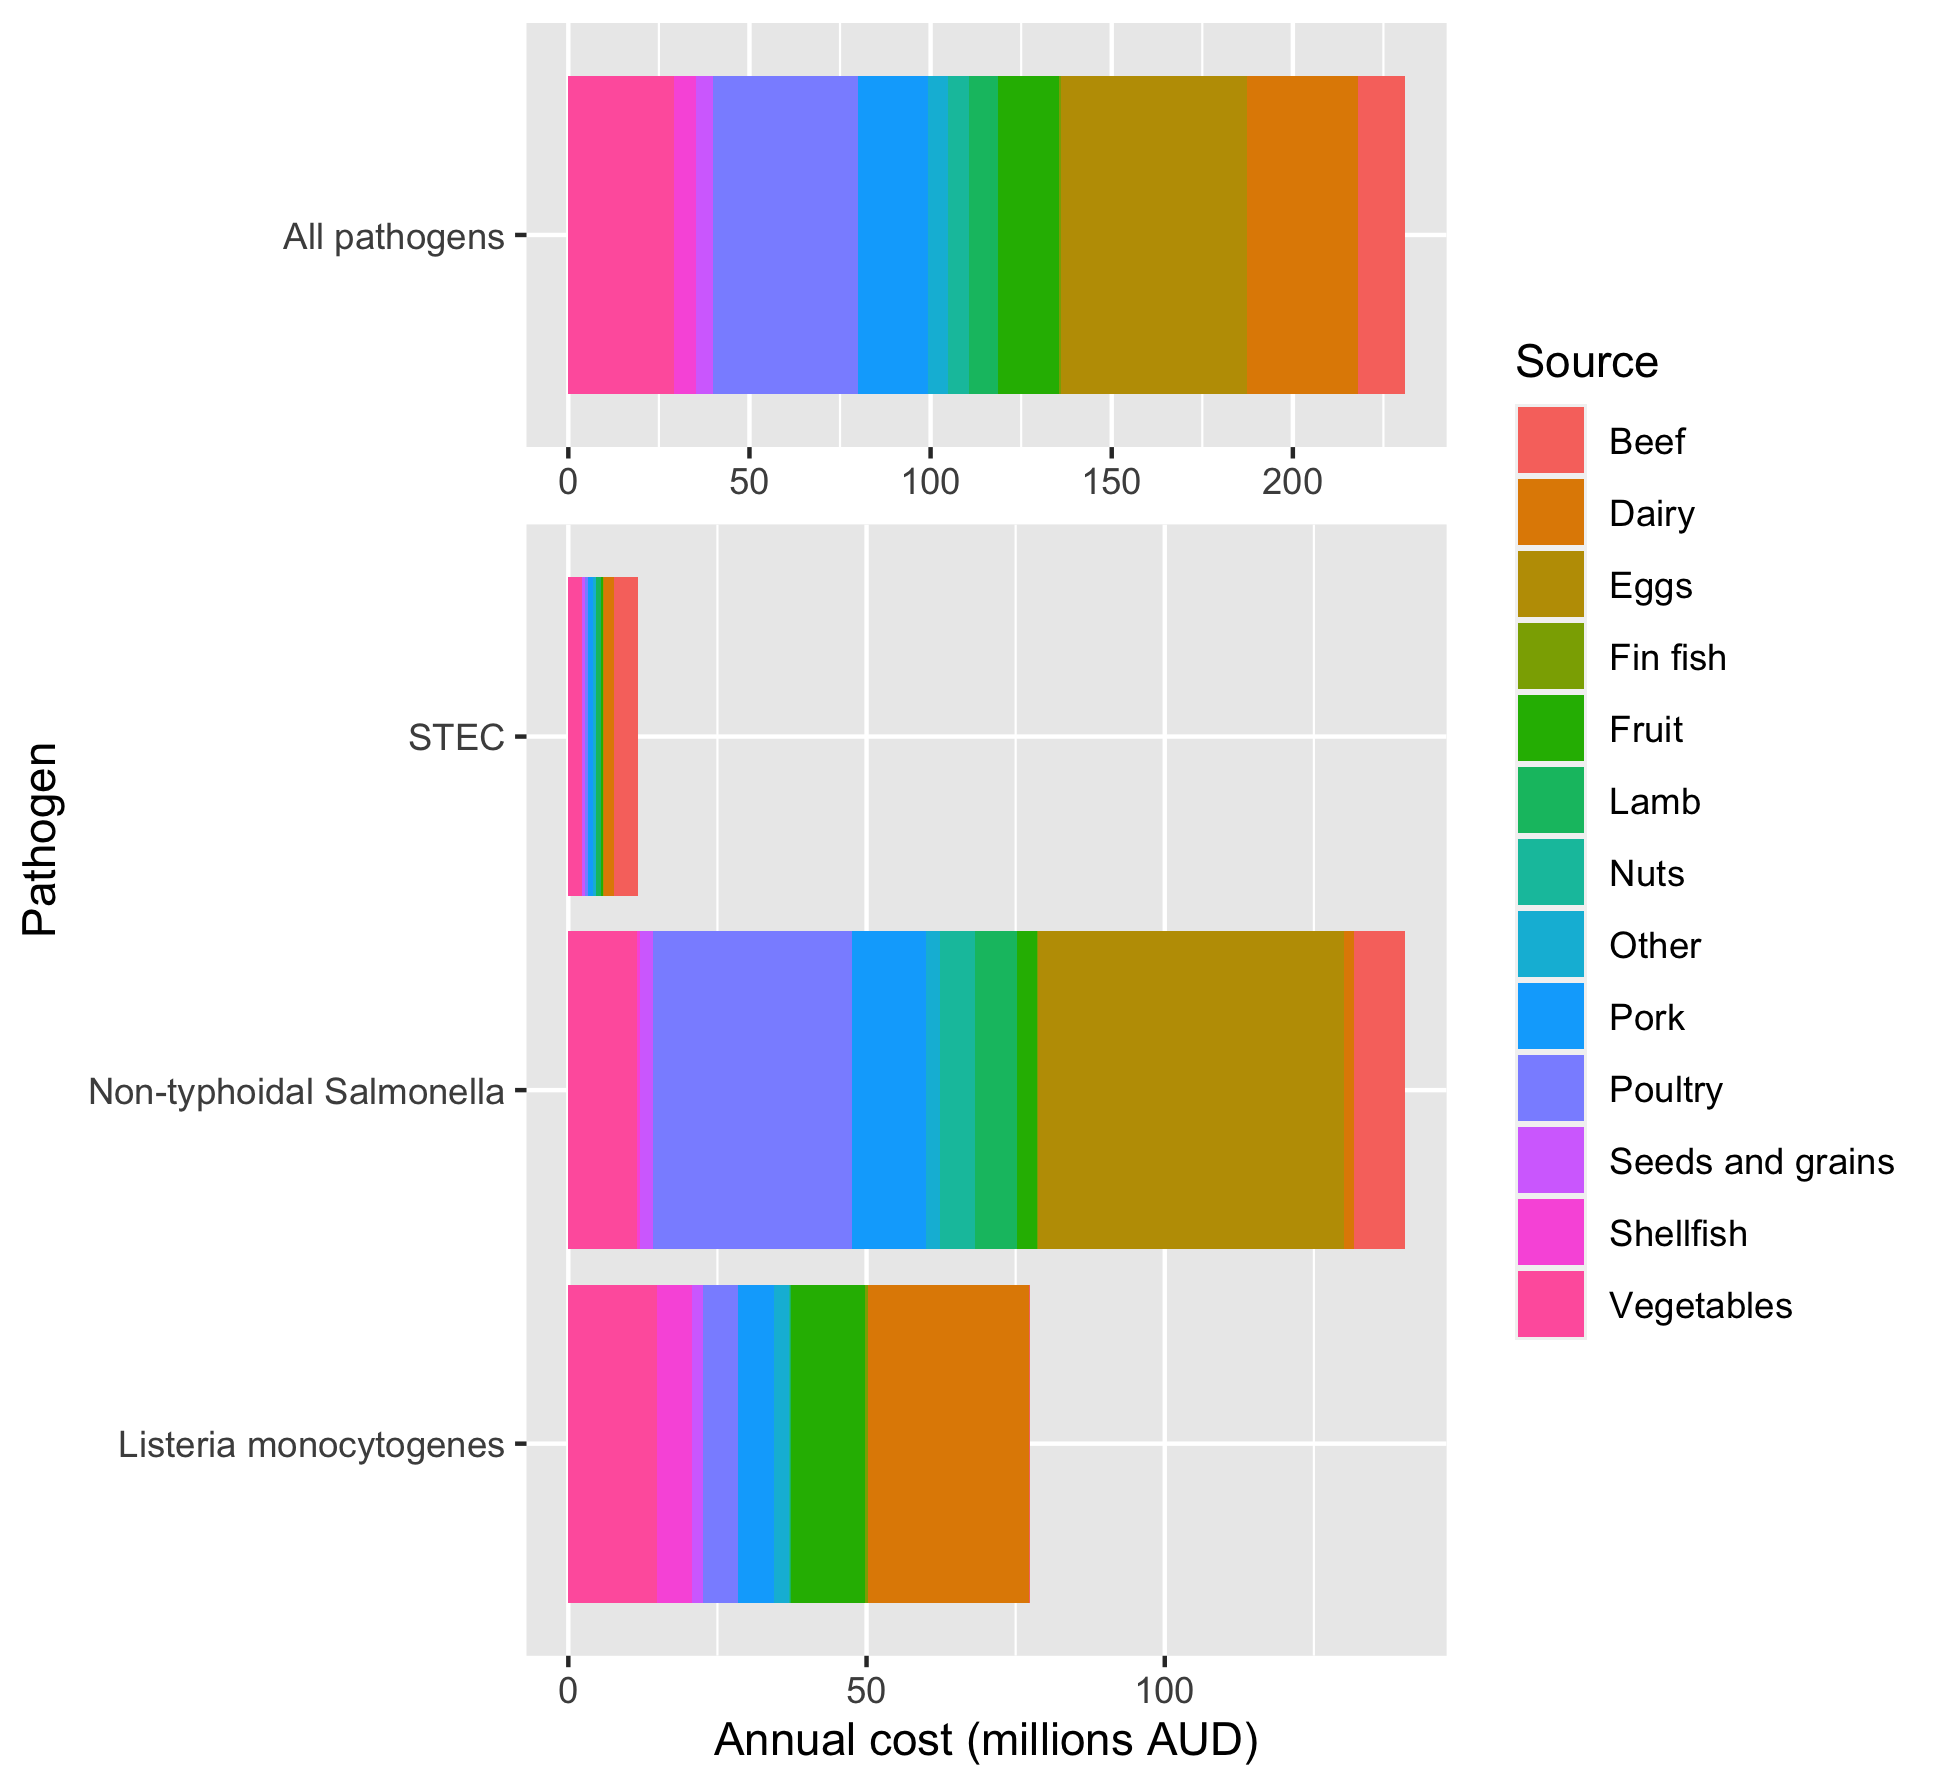 All pathogens
0 50 100 150 200
Pathogen
STEC
Non-typhoidal Salmonella
Listeria monocytogenes
0 50 100
Annual cost (millions AUD)
Source
Beef
Dairy
Eggs
Fin fish
Fruit
Lamb
Nuts
Other
Pork
Poultry
Seeds and grains
Shellfish
Vegetables